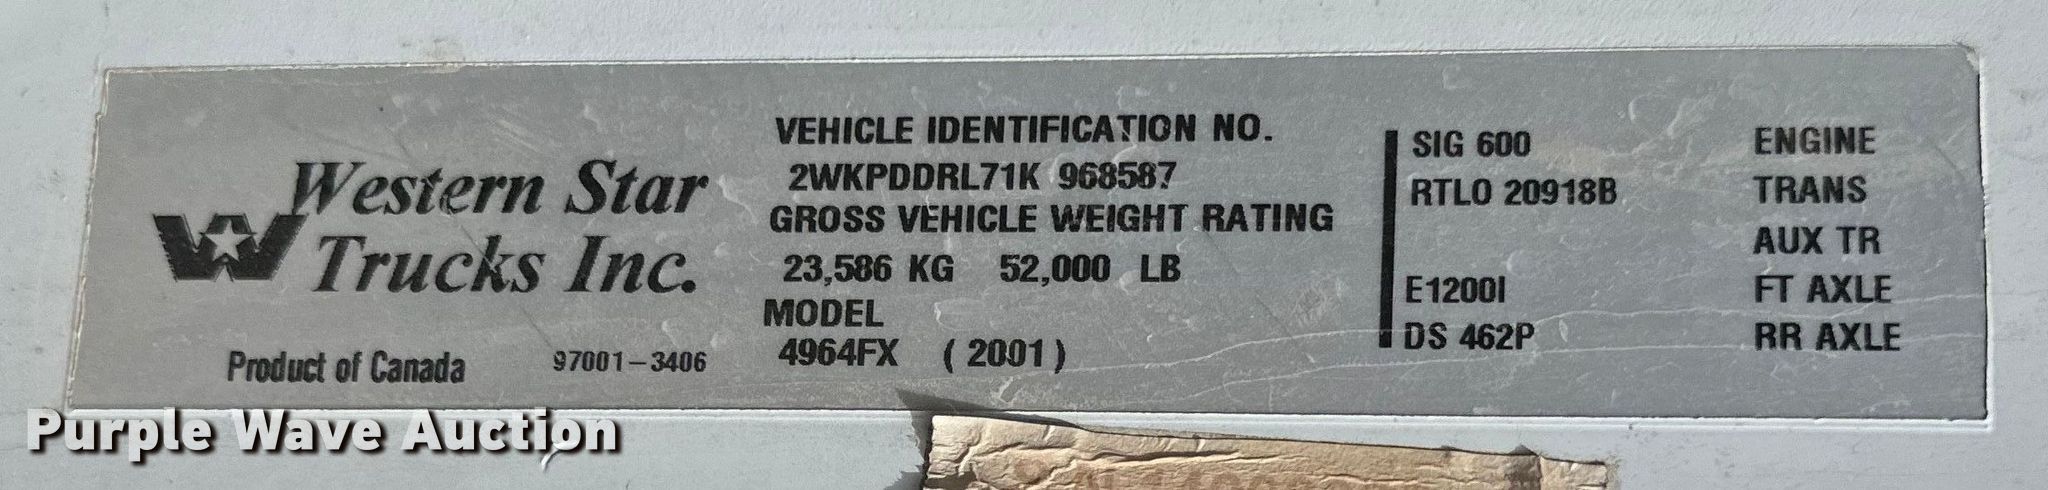 Western Star
Trucks Inc.
Product of Canada 97001-3406
VEHICLE IDENTIFICATION NO.
2WKPDDRL71K 968587
GROSS VEHICLE WEIGHT RATING
23,586 KG 52,000 LB
MODEL
4964FX (2001)
SIG 600 ENGINE
RTLO 20918B TRANS
AUX TR
E1200I FT AXLE
DS 462P RR AXLE
Purple Wave Auction